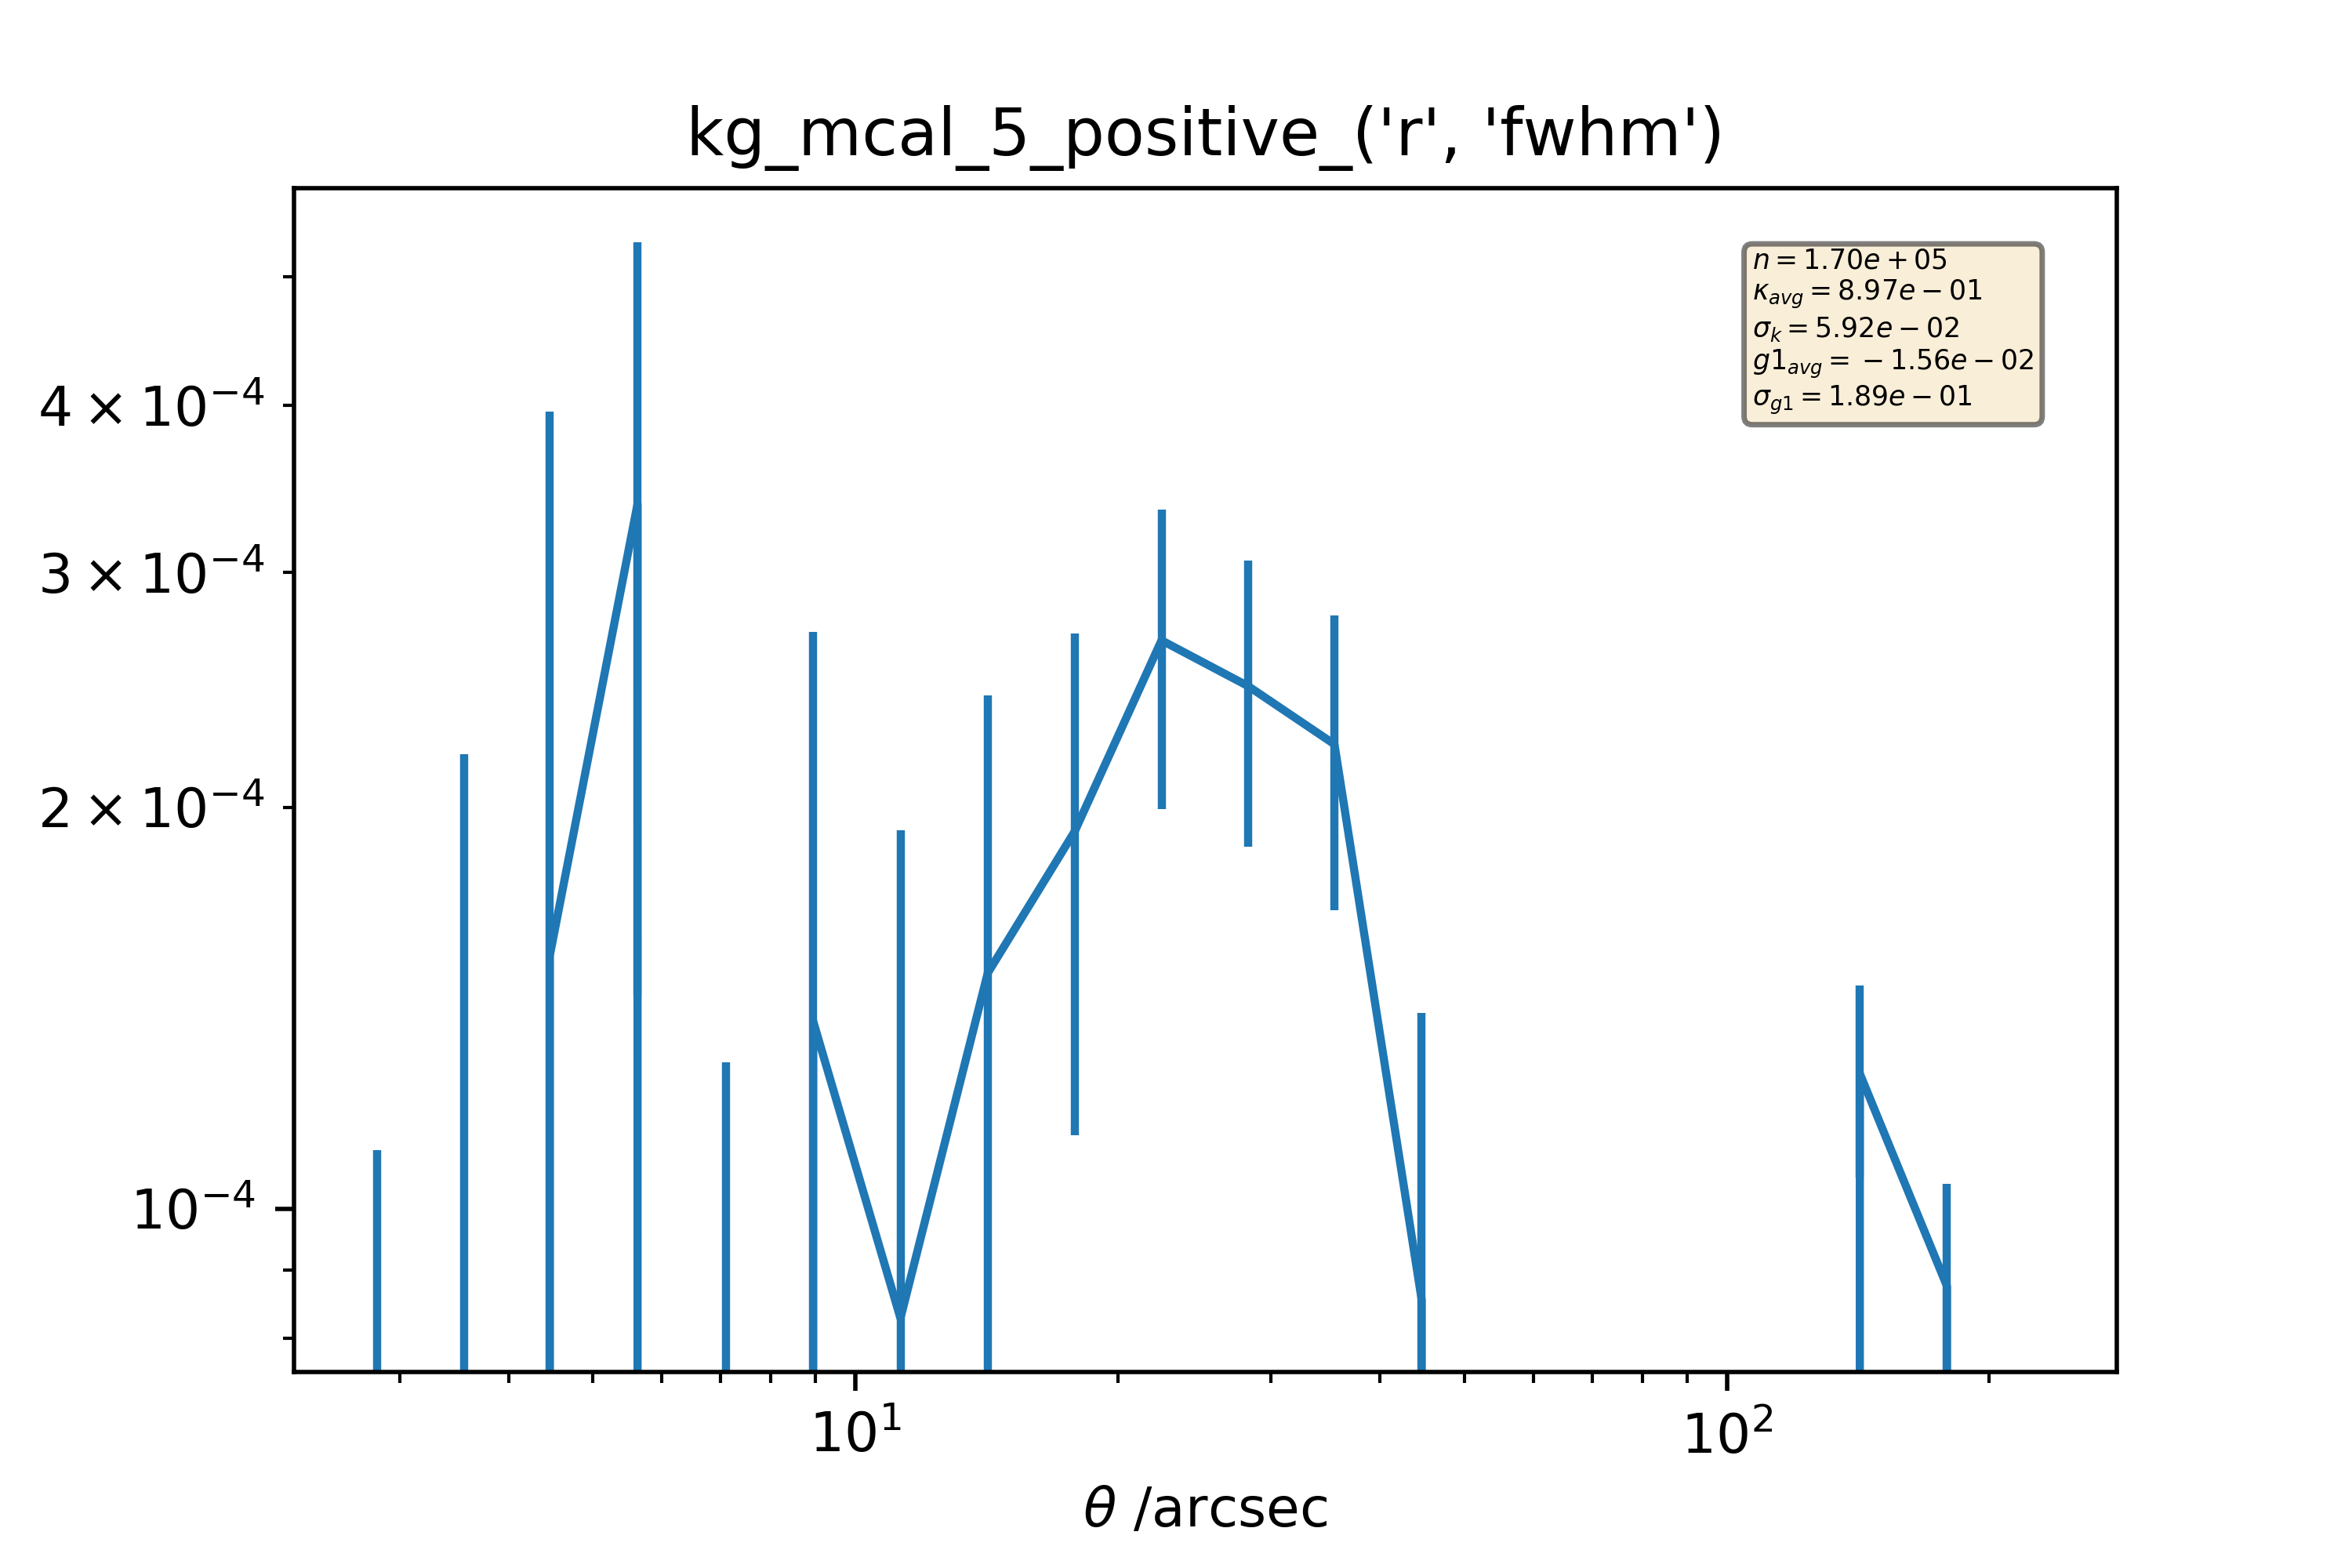 kg_mcal_5_positive_('r', 'fwhm')
n = 1.70e + 05
κavg = 8.97e − 01
σk = 5.92e − 02
g1avg = − 1.56e − 02
σg1 = 1.89e − 01
4 × 10⁻⁴
3 × 10⁻⁴
2 × 10⁻⁴
10⁻⁴
10¹ 10²
θ /arcsec